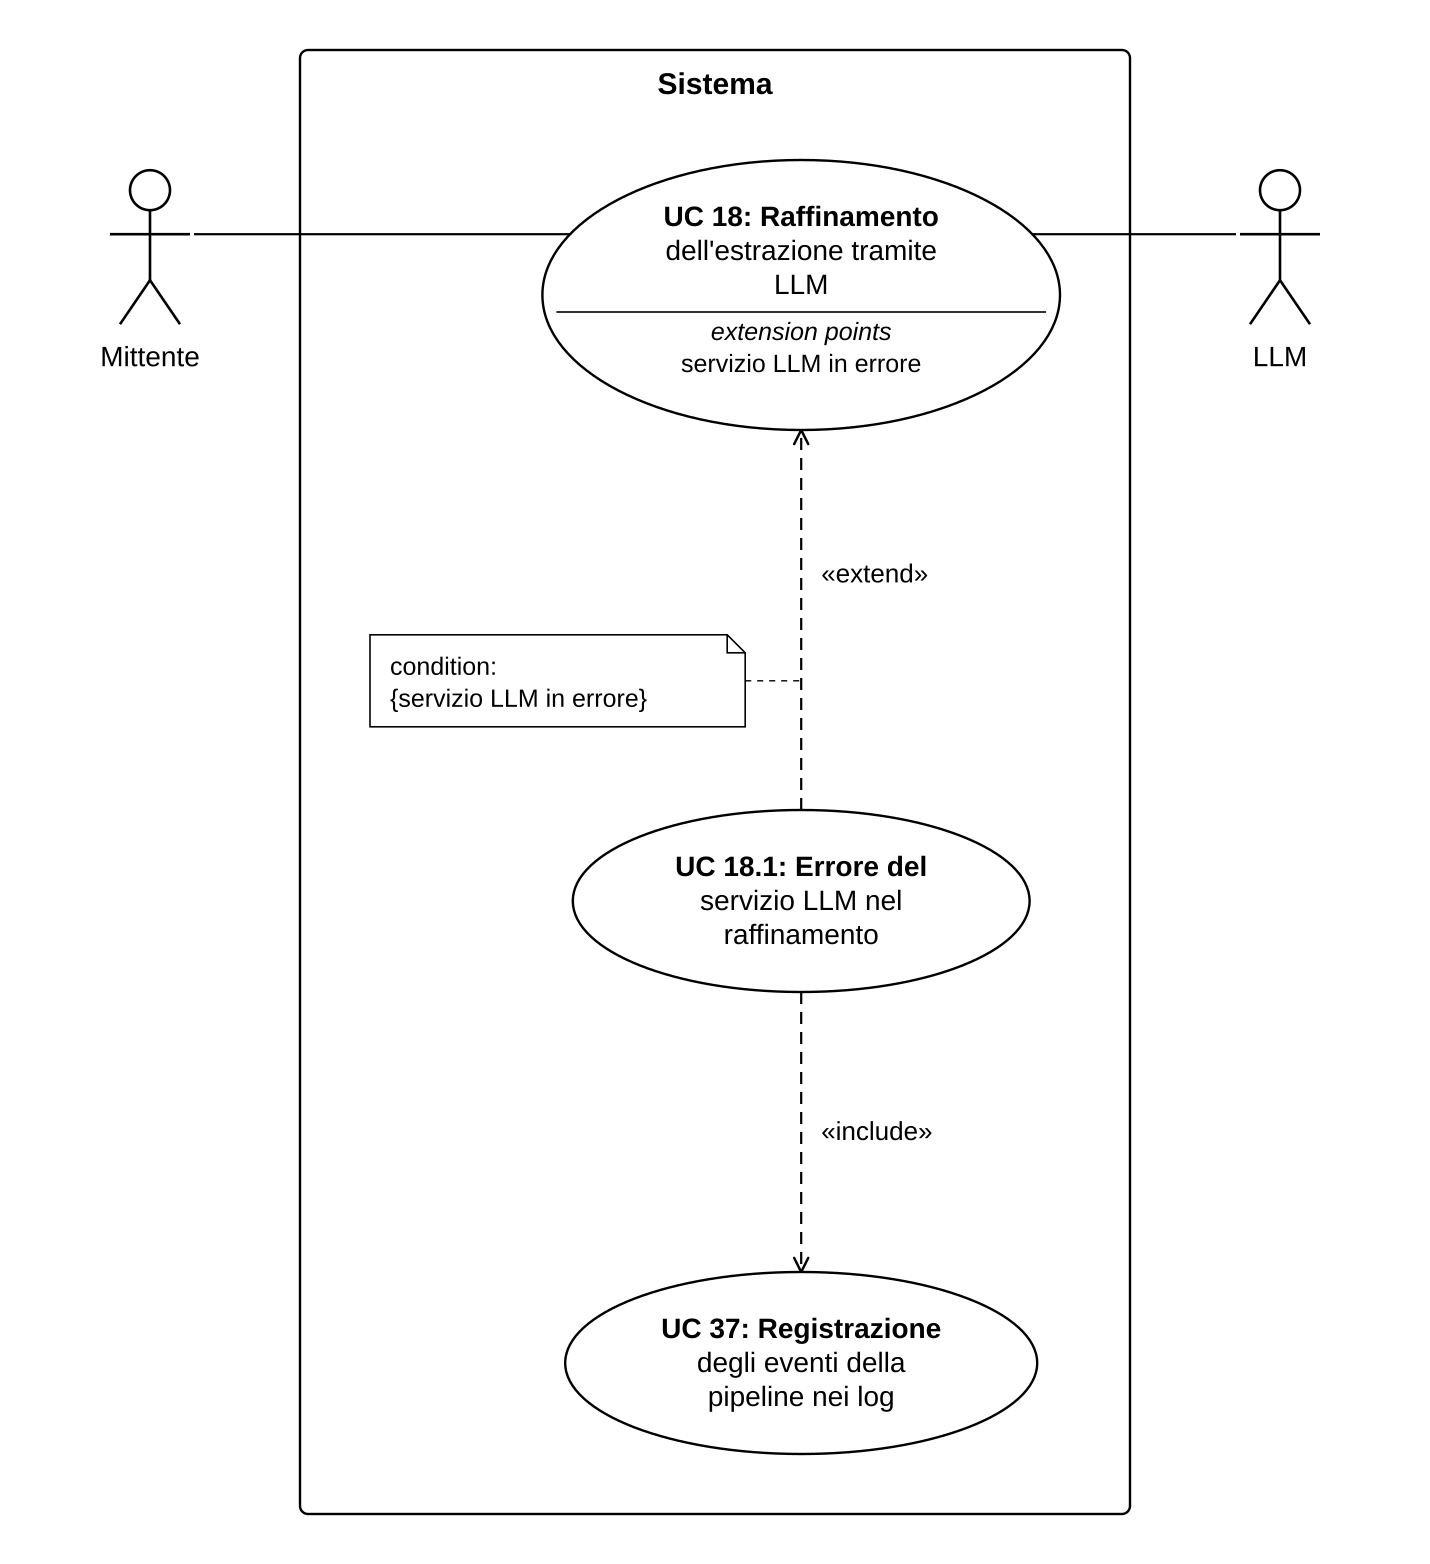 Sistema
UC 18: Raffinamento
dell'estrazione tramite
LLM
extension points
servizio LLM in errore
Mittente
LLM
«extend»
condition:
{servizio LLM in errore}
UC 18.1: Errore del
servizio LLM nel
raffinamento
«include»
UC 37: Registrazione
degli eventi della
pipeline nei log